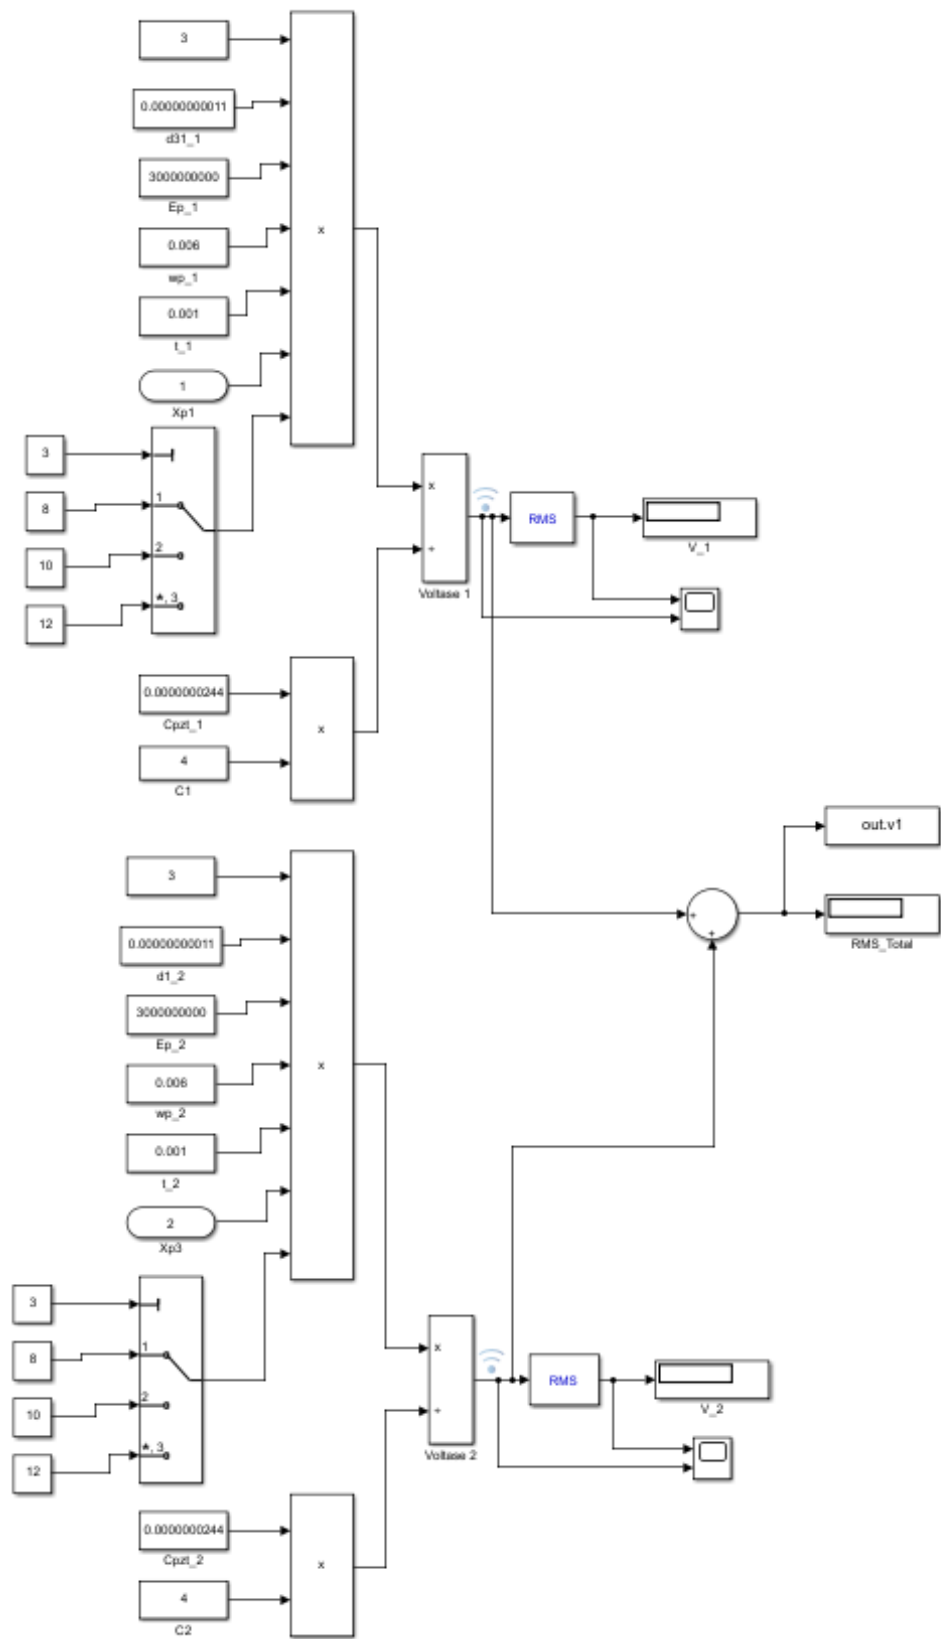 3
0.00000000011
d31_1
3000000000
Ep_1
0.006
wp_1
0.001
t_1
1
Xp1
x
3
8
10
12
1
2
*, 3
x
÷
Voltase 1
RMS
V_1
0.0000000244
Cpzt_1
4
C1
x
out.v1
+
+
RMS_Total
3
0.00000000011
d1_2
3000000000
Ep_2
0.006
wp_2
0.001
t_2
2
Xp3
x
3
8
10
12
1
2
*, 3
x
÷
Voltase 2
RMS
V_2
0.0000000244
Cpzt_2
4
C2
x